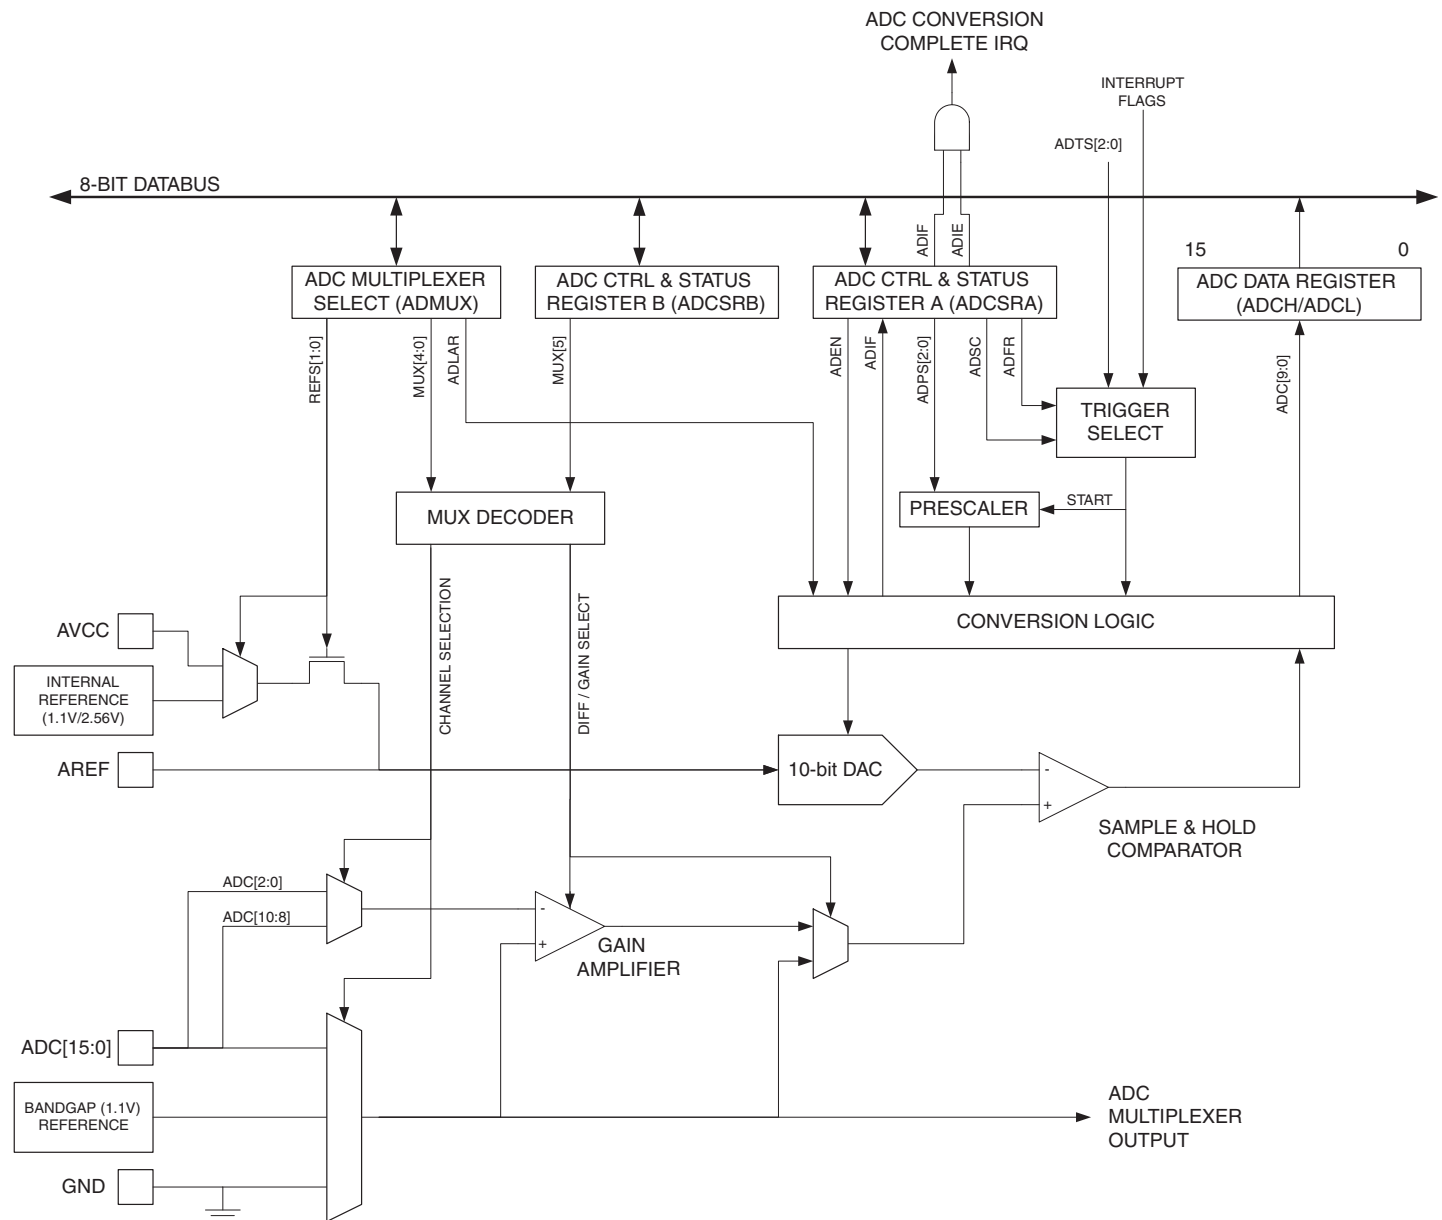 ADC CONVERSION
COMPLETE IRQ
INTERRUPT
FLAGS
ADTS[2:0]
8-BIT DATABUS
ADIF
ADIE
15
0
ADC MULTIPLEXER
SELECT (ADMUX)
ADC CTRL & STATUS
REGISTER B (ADCSRB)
ADC CTRL & STATUS
REGISTER A (ADCSRA)
ADC DATA REGISTER
(ADCH/ADCL)
REFS[1:0]
MUX[4:0]
ADLAR
MUX[5]
ADEN
ADIF
ADPS[2:0]
ADSC
ADFR
ADC[9:0]
TRIGGER
SELECT
MUX DECODER
PRESCALER
START
CHANNEL SELECTION
DIFF / GAIN SELECT
CONVERSION LOGIC
AVCC
INTERNAL
REFERENCE
(1.1V/2.56V)
AREF
10-bit DAC
-
+
SAMPLE & HOLD
COMPARATOR
ADC[2:0]
ADC[10:8]
-
+
GAIN
AMPLIFIER
ADC[15:0]
BANDGAP (1.1V)
REFERENCE
ADC
MULTIPLEXER
OUTPUT
GND